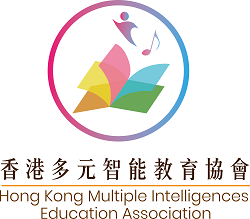 香港多元智能教育協會
Hong Kong Multiple Intelligences
Education Association